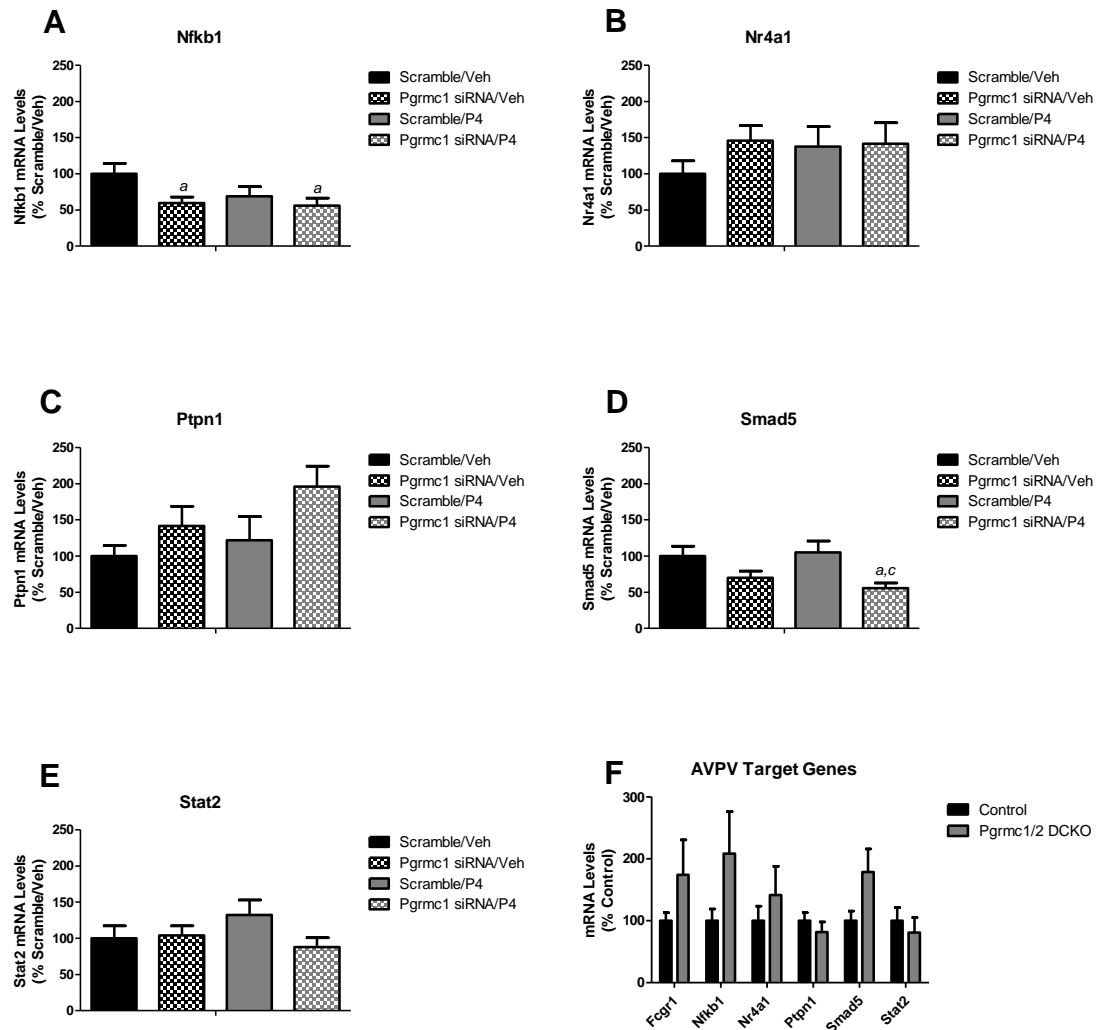 A
Nfkb1
Nfkb1 mRNA Levels
(% Scramble/Veh)
250
200
150
100
50
0
a
a
Scramble/Veh
Pgrmc1 siRNA/Veh
Scramble/P4
Pgrmc1 siRNA/P4
B
Nr4a1
Nr4a1 mRNA Levels
(% Scramble/Veh)
250
200
150
100
50
0
Scramble/Veh
Pgrmc1 siRNA/Veh
Scramble/P4
Pgrmc1 siRNA/P4
C
Ptpn1
Ptpn1 mRNA Levels
(% Scramble/Veh)
250
200
150
100
50
0
Scramble/Veh
Pgrmc1 siRNA/Veh
Scramble/P4
Pgrmc1 siRNA/P4
D
Smad5
Smad5 mRNA Levels
(% Scramble/Veh)
250
200
150
100
50
0
a,c
Scramble/Veh
Pgrmc1 siRNA/Veh
Scramble/P4
Pgrmc1 siRNA/P4
E
Stat2
Stat2 mRNA Levels
(% Scramble/Veh)
250
200
150
100
50
0
Scramble/Veh
Pgrmc1 siRNA/Veh
Scramble/P4
Pgrmc1 siRNA/P4
F
AVPV Target Genes
mRNA Levels
(% Control)
300
200
100
0
Fcgr1
Nfkb1
Nr4a1
Ptpn1
Smad5
Stat2
Control
Pgrmc1/2 DCKO